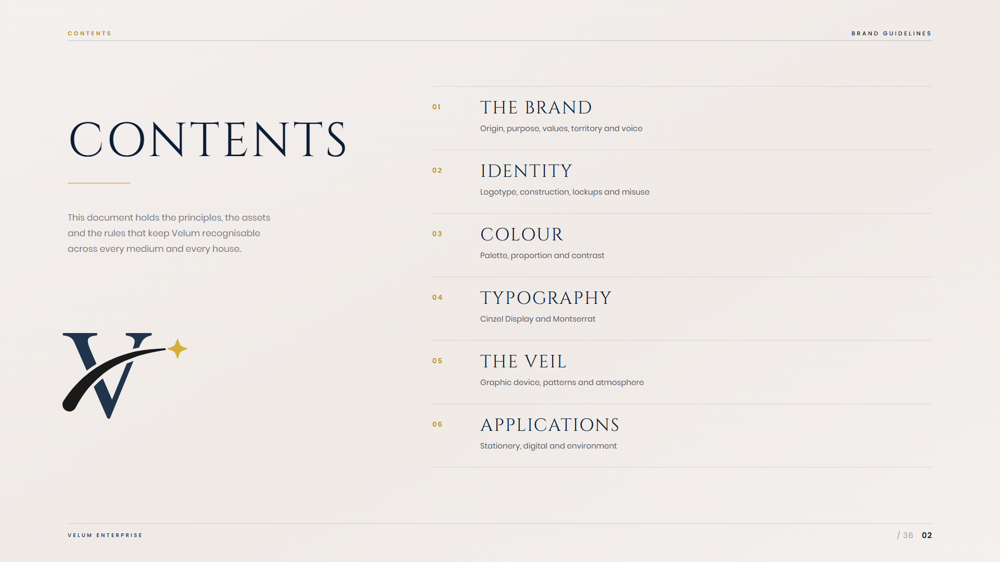 CONTENTS
BRAND GUIDELINES
CONTENTS
This document holds the principles, the assets
and the rules that keep Velum recognisable
across every medium and every house.
01
THE BRAND
Origin, purpose, values, territory and voice
02
IDENTITY
Logotype, construction, lockups and misuse
03
COLOUR
Palette, proportion and contrast
04
TYPOGRAPHY
Cinzel Display and Montserrat
05
THE VEIL
Graphic device, patterns and atmosphere
06
APPLICATIONS
Stationery, digital and environment
V
VELUM ENTERPRISE
/ 36 02